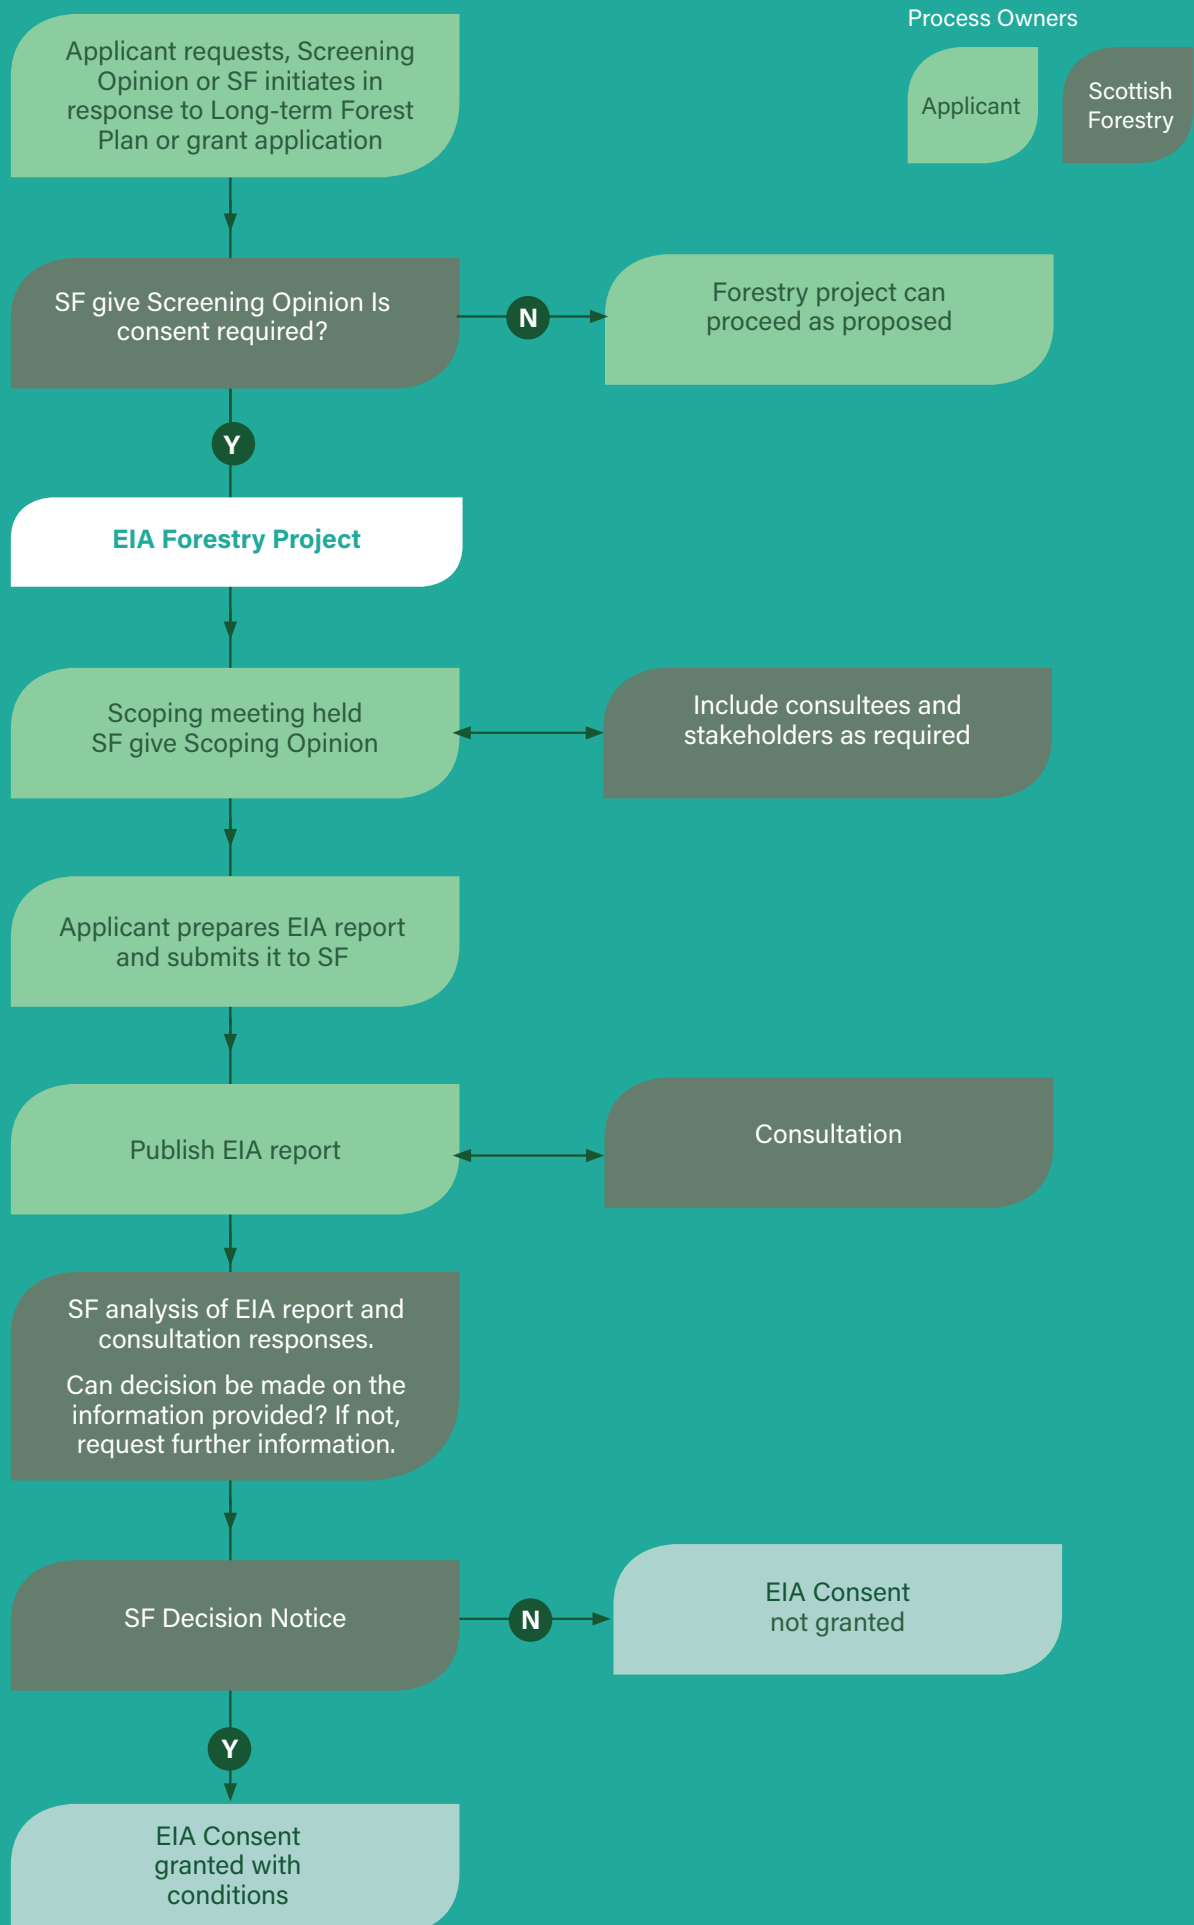 Process Owners
Applicant
Scottish
Forestry
Applicant requests, Screening
Opinion or SF initiates in
response to Long-term Forest
Plan or grant application
SF give Screening Opinion Is
consent required?
N
Forestry project can
proceed as proposed
Y
EIA Forestry Project
Scoping meeting held
SF give Scoping Opinion
Include consultees and
stakeholders as required
Applicant prepares EIA report
and submits it to SF
Publish EIA report
Consultation
SF analysis of EIA report and
consultation responses.
Can decision be made on the
information provided? If not,
request further information.
SF Decision Notice
N
EIA Consent
not granted
Y
EIA Consent
granted with
conditions